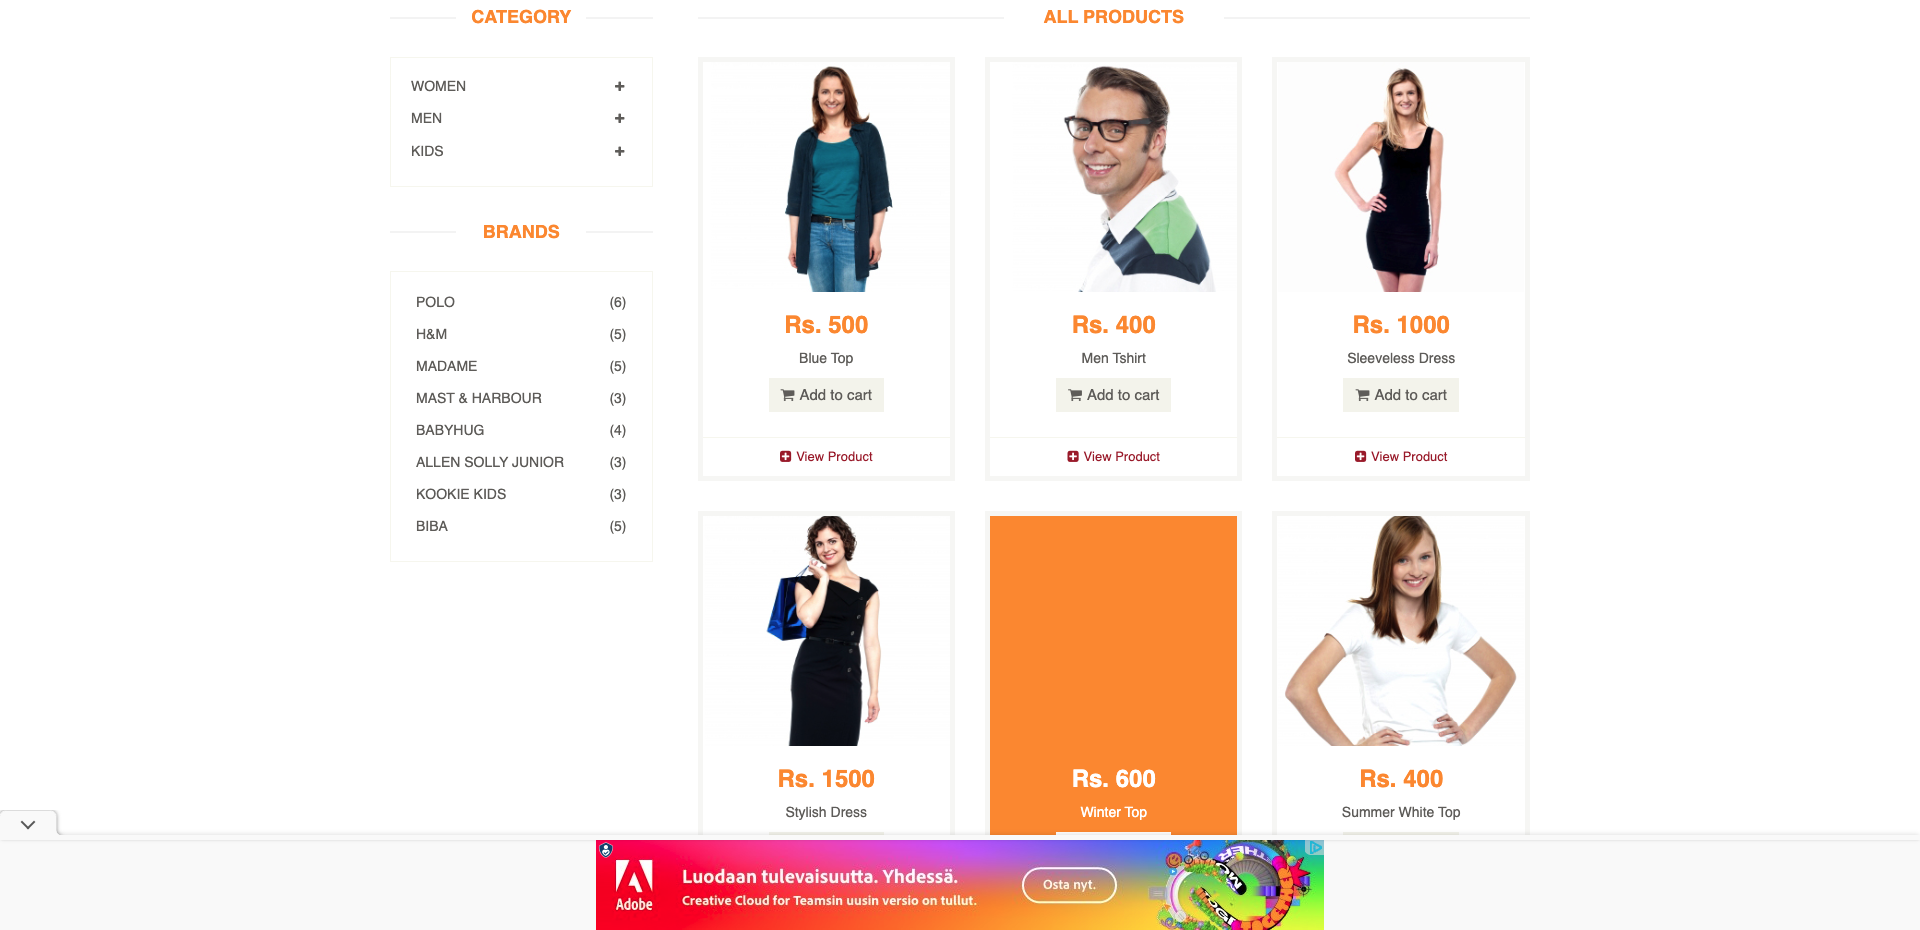 CATEGORY
WOMEN
MEN
KIDS
BRANDS
POLO (6)
H&M (5)
MADAME (5)
MAST & HARBOUR (3)
BABYHUG (4)
ALLEN SOLLY JUNIOR (3)
KOOKIE KIDS (3)
BIBA (5)
ALL PRODUCTS
Rs. 500
Blue Top
Add to cart
View Product
Rs. 400
Men Tshirt
Add to cart
View Product
Rs. 1000
Sleeveless Dress
Add to cart
View Product
Rs. 1500
Stylish Dress
Rs. 600
Winter Top
Rs. 400
Summer White Top
Adobe
Luodaan tulevaisuutta. Yhdessä.
Creative Cloud for Teamsin uusin versio on tullut.
Osta nyt.